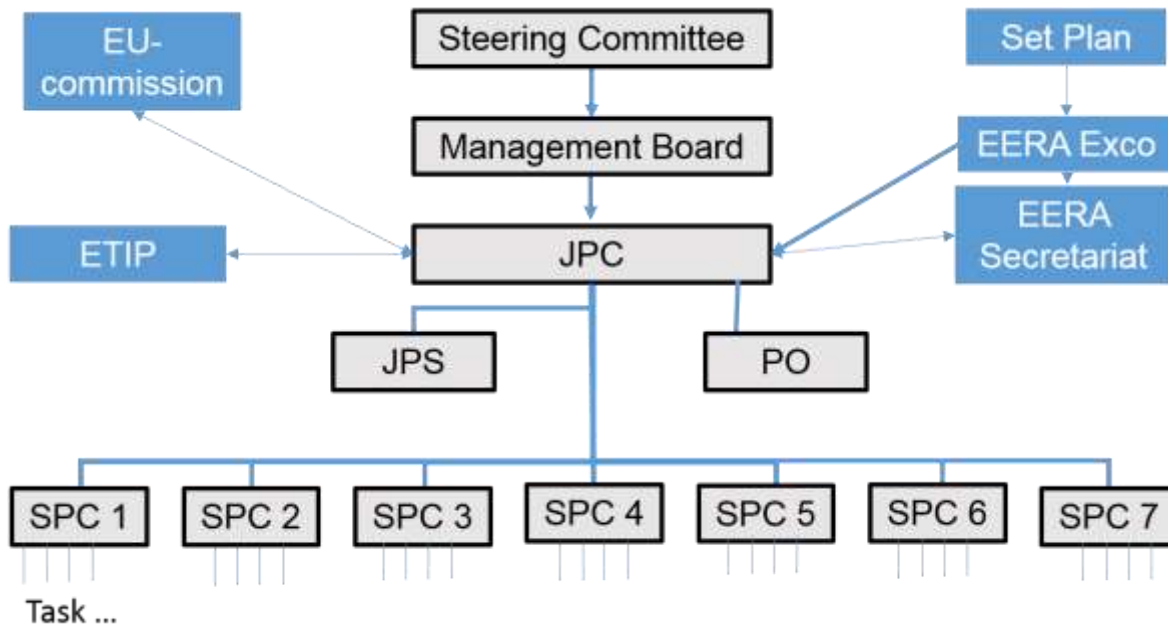 EU-
commission
Steering Committee
Set Plan
Management Board
EERA Exco
ETIP
JPC
EERA
Secretariat
JPS
PO
SPC 1
SPC 2
SPC 3
SPC 4
SPC 5
SPC 6
SPC 7
Task ...